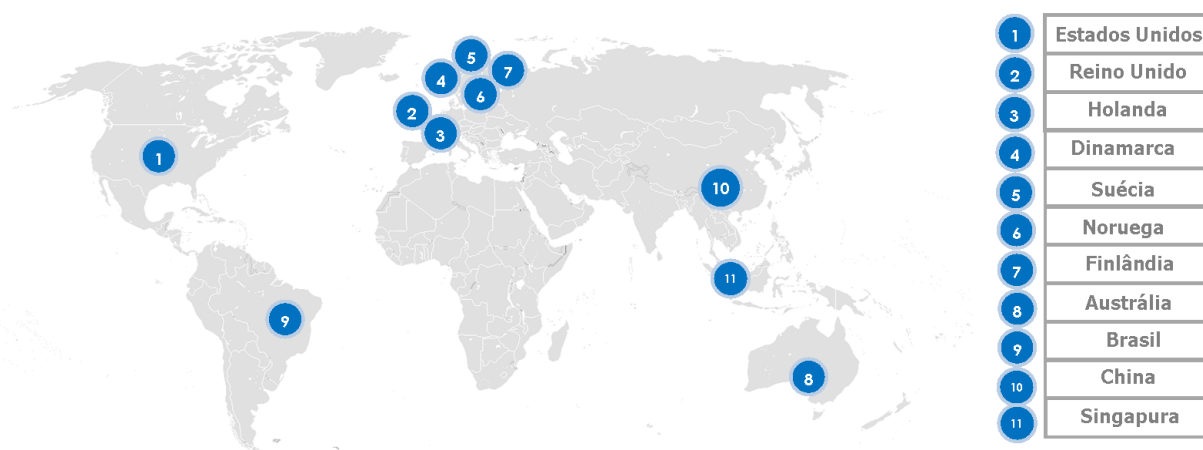 5
7
4
6
2
3
1
10
11
9
8
1 Estados Unidos
2 Reino Unido
3 Holanda
4 Dinamarca
5 Suécia
6 Noruega
7 Finlândia
8 Austrália
9 Brasil
10 China
11 Singapura